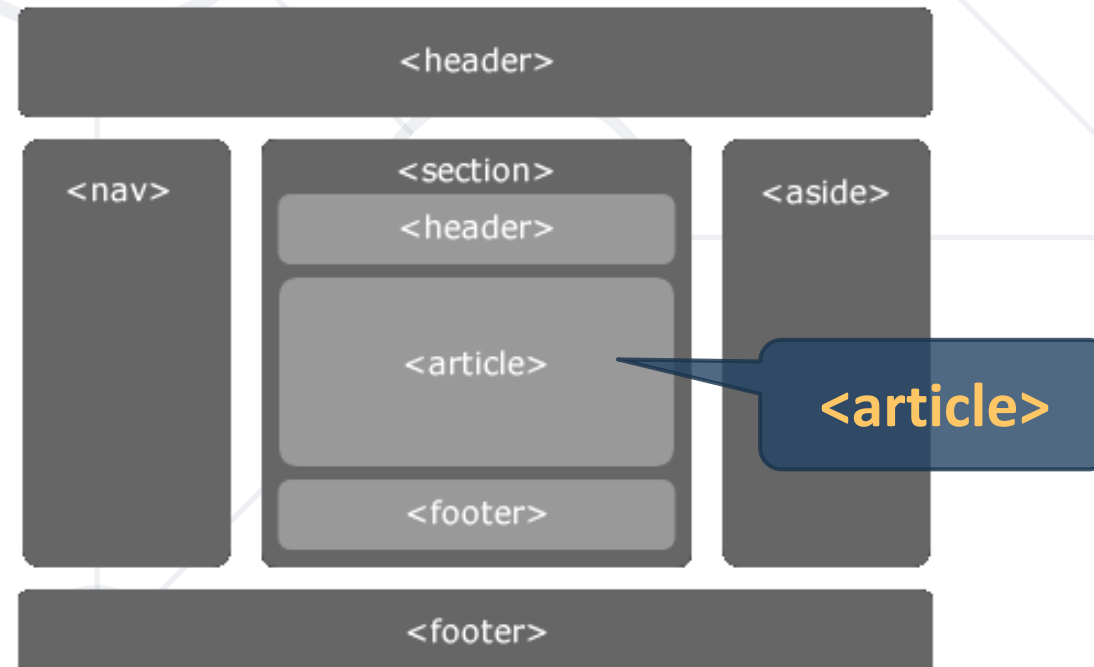 <header>
<nav>
<section>
<header>
<article>
<footer>
<aside>
<article>
<footer>